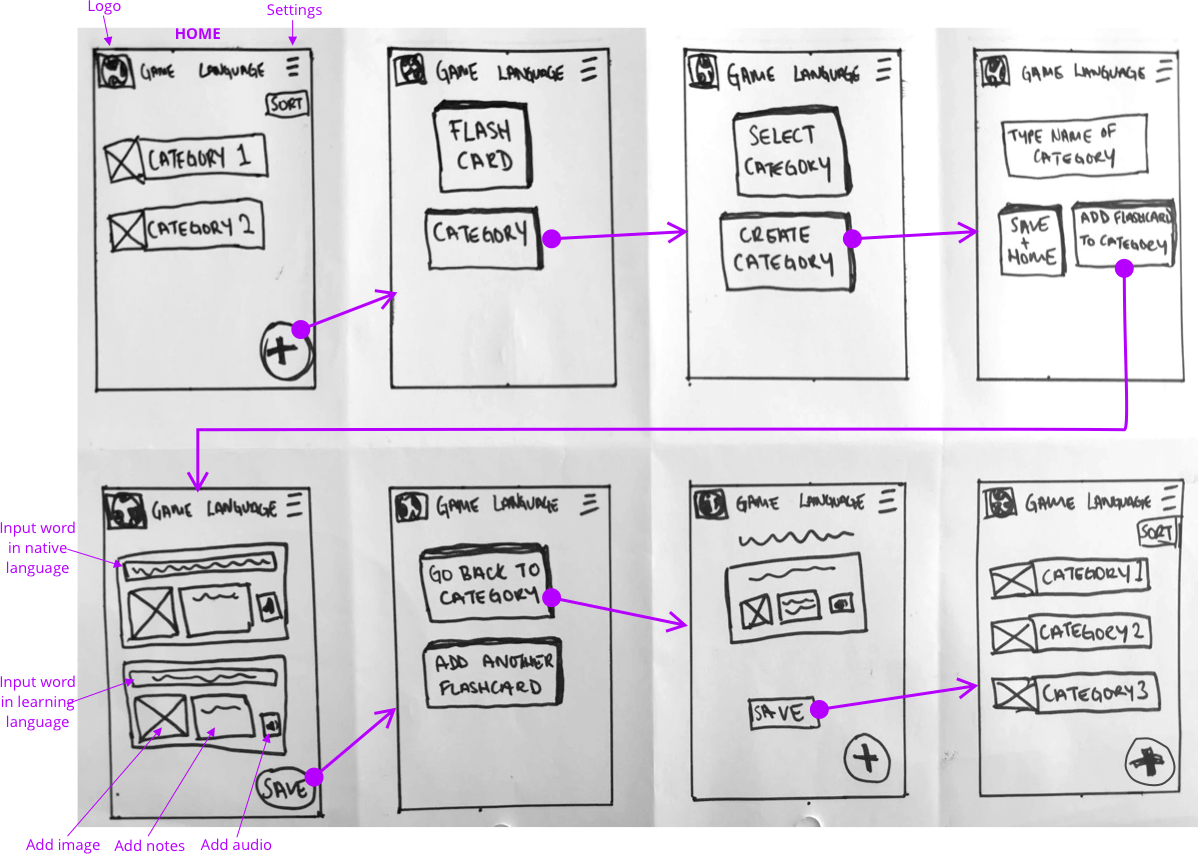 Logo
Settings
HOME
GAME LANGUAGE
SORT
CATEGORY 1
CATEGORY 2
+
GAME LANGUAGE
FLASH
CARD
CATEGORY
GAME LANGUAGE
SELECT
CATEGORY
CREATE
CATEGORY
GAME LANGUAGE
TYPE NAME OF
CATEGORY
SAVE
+
HOME
ADD FLASHCARD
TO CATEGORY
GAME LANGUAGE
Input word
in native
language
Input word
in learning
language
SAVE
Add image
Add notes
Add audio
GAME LANGUAGE
GO BACK TO
CATEGORY
ADD ANOTHER
FLASHCARD
GAME LANGUAGE
SAVE
+
GAME LANGUAGE
SORT
CATEGORY 1
CATEGORY 2
CATEGORY 3
+